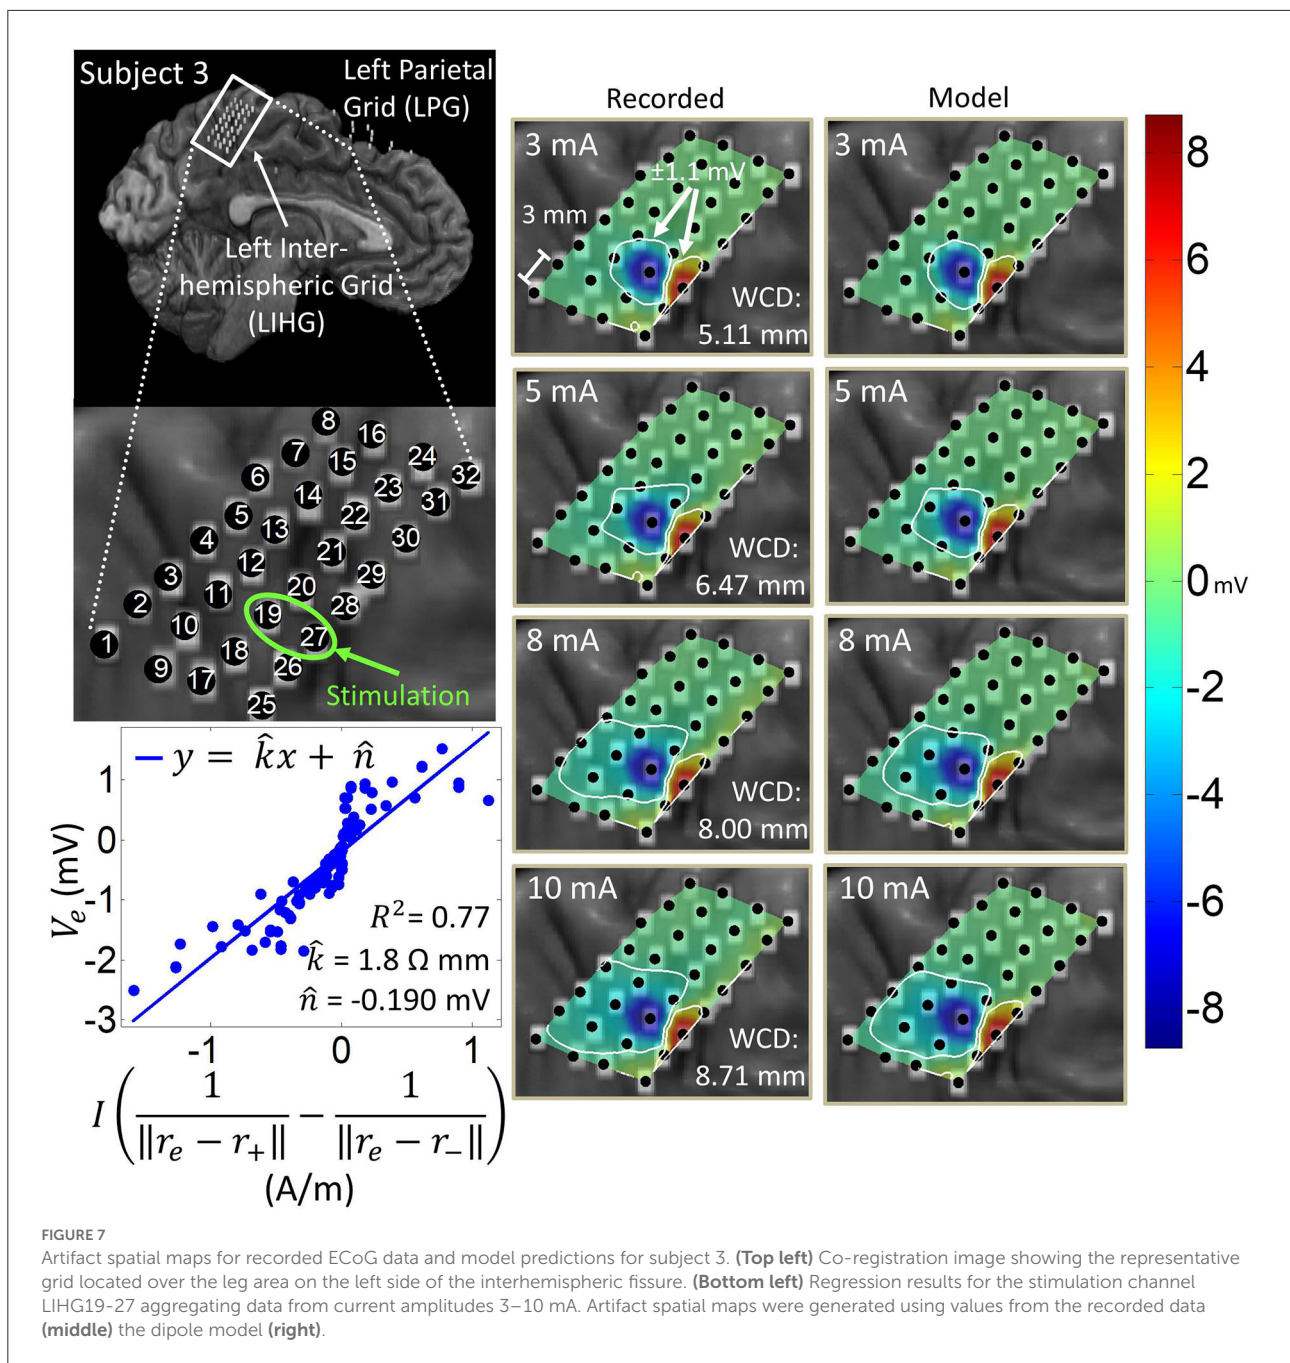 Subject 3
Left Parietal
Grid (LPG)
Left Inter-
hemispheric Grid
(LIHG)
8
16
7
15
24
32
6
14
23
31
5
13
22
30
4
12
21
3
11
20
29
2
19
28
10
27
1
18
26
9
17
25
Stimulation
y = k̂x + n̂
R² = 0.77
k̂ = 1.8 Ω mm
n̂ = -0.190 mV
Vₑ (mV)
1
0
-1
-2
-3
-1 0 1
I(1/‖rₑ − r₊‖ − 1/‖rₑ − r₋‖)
(A/m)
Recorded
Model
3 mA
±1.1 mV
3 mm
WCD:
5.11 mm
3 mA
5 mA
WCD:
6.47 mm
5 mA
8 mA
WCD:
8.00 mm
8 mA
10 mA
WCD:
8.71 mm
10 mA
8
6
4
2
0 mV
-2
-4
-6
-8
FIGURE 7
Artifact spatial maps for recorded ECoG data and model predictions for subject 3. (Top left) Co-registration image showing the representative
grid located over the leg area on the left side of the interhemispheric fissure. (Bottom left) Regression results for the stimulation channel
LIHG19-27 aggregating data from current amplitudes 3–10 mA. Artifact spatial maps were generated using values from the recorded data
(middle) the dipole model (right).